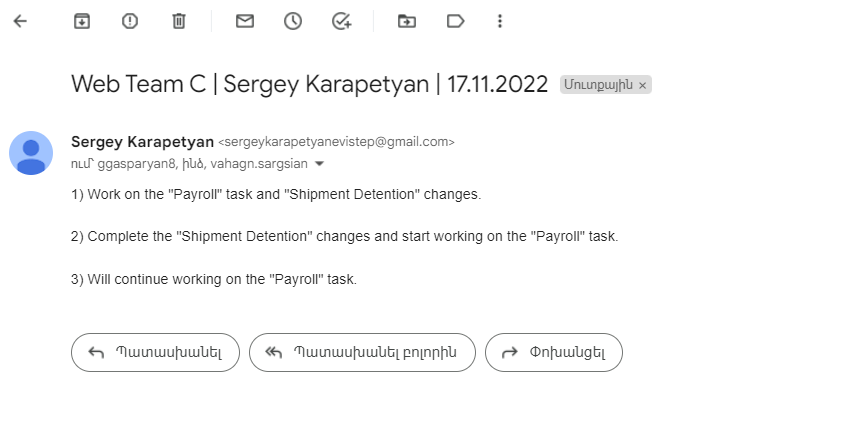 Web Team C | Sergey Karapetyan | 17.11.2022 Մուտքային ×
Sergey Karapetyan <sergeykarapetyanevistep@gmail.com>
ում՝ ggasparyan8, ինձ, vahagn.sargsian
1) Work on the "Payroll" task and "Shipment Detention" changes.
2) Complete the "Shipment Detention" changes and start working on the "Payroll" task.
3) Will continue working on the "Payroll" task.
Պատասխանել Պատասխանել բոլորին Փոխանցել